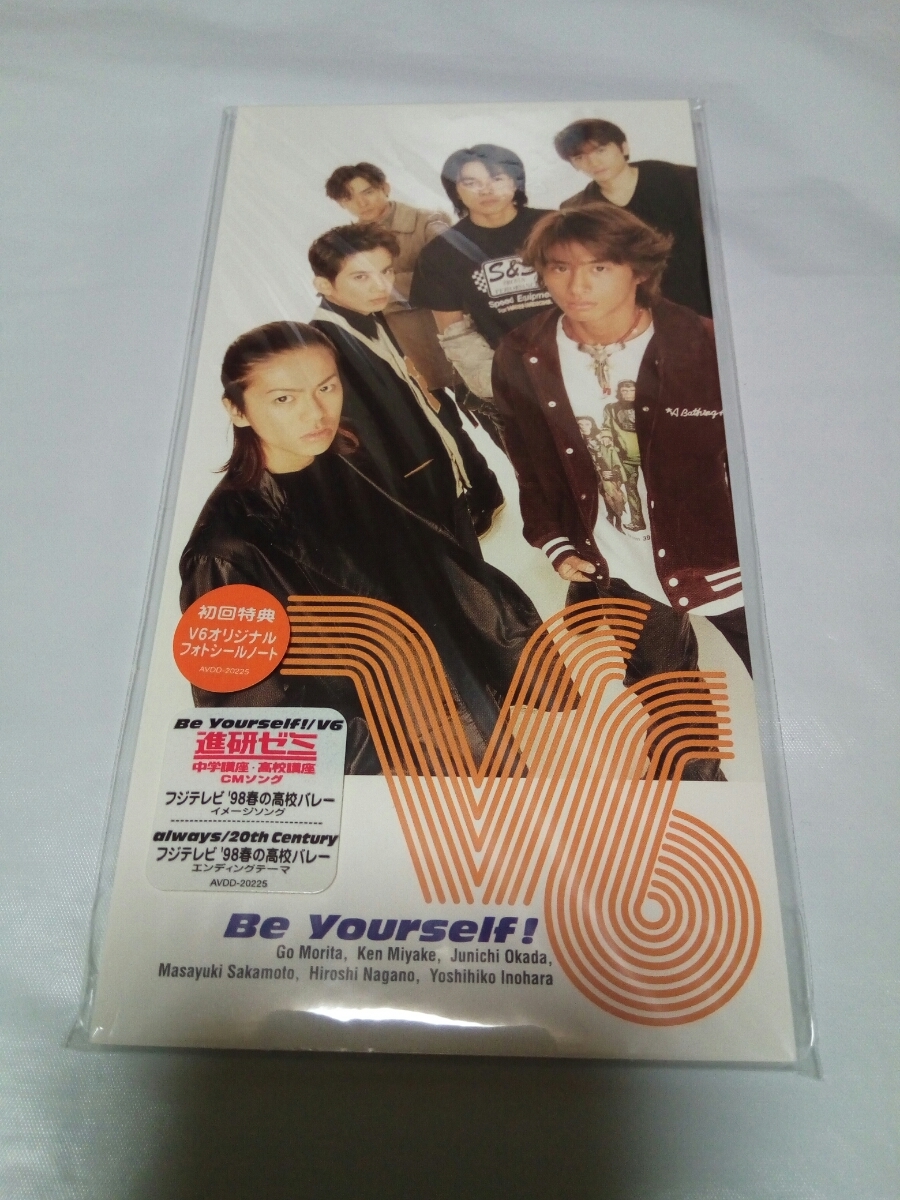 S&S
Speed Equipment
*A Bathing
初回特典
V6オリジナル
フォトシールノート
AVDD-20225
Be Yourself!/V6
進研ゼミ
中学講座・高校講座
CMソング
フジテレビ '98春の高校バレー
イメージソング
always/20th Century
フジテレビ '98春の高校バレー
エンディングテーマ
AVDD-20225
V6
Be Yourself!
Go Morita, Ken Miyake, Junichi Okada,
Masayuki Sakamoto, Hiroshi Nagano, Yoshihiko Inohara